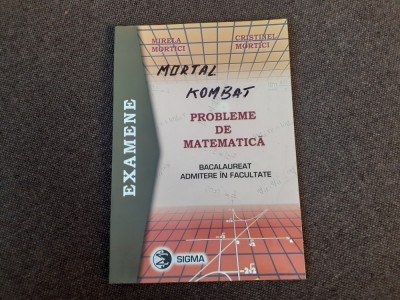 MIRELA
MORTICI
CRISTINEL
MORTICI
MORTAL
KOMBAT
EXAMENE
PROBLEME
DE
MATEMATICĂ
BACALAUREAT
ADMITERE ÎN FACULTATE
SIGMA